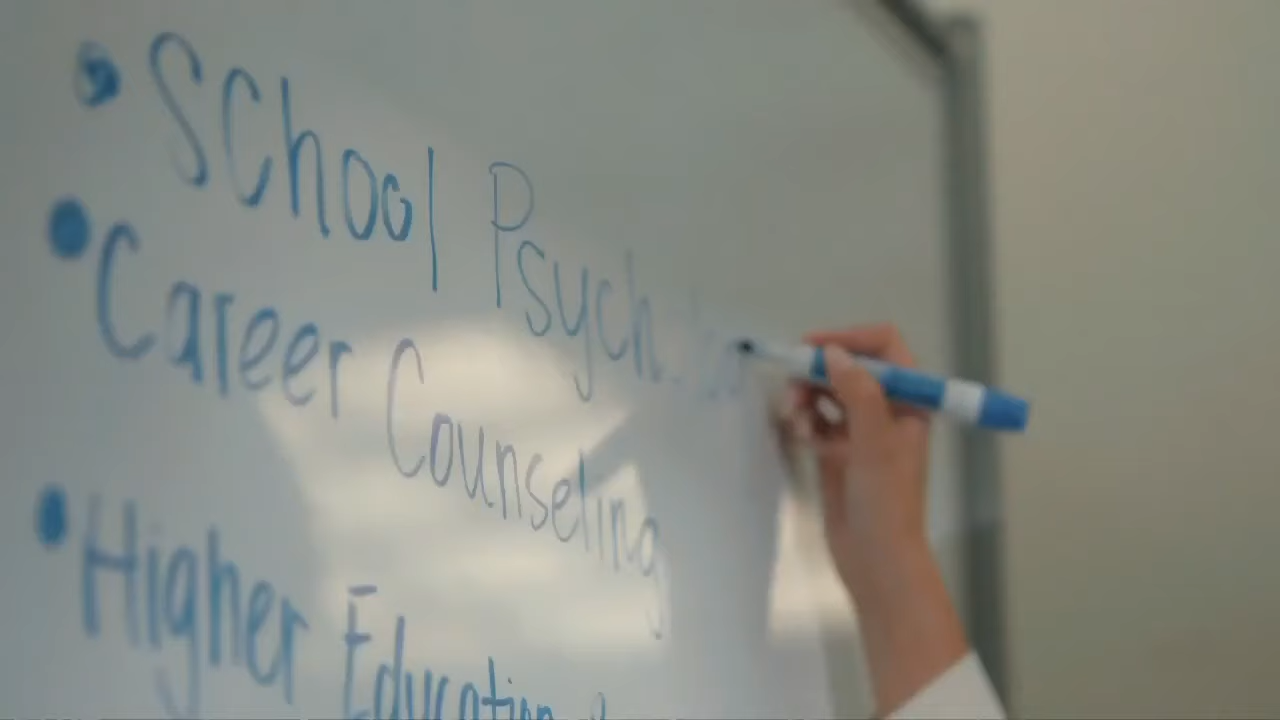 • School Psych
• Career Counseling
• Higher Education &